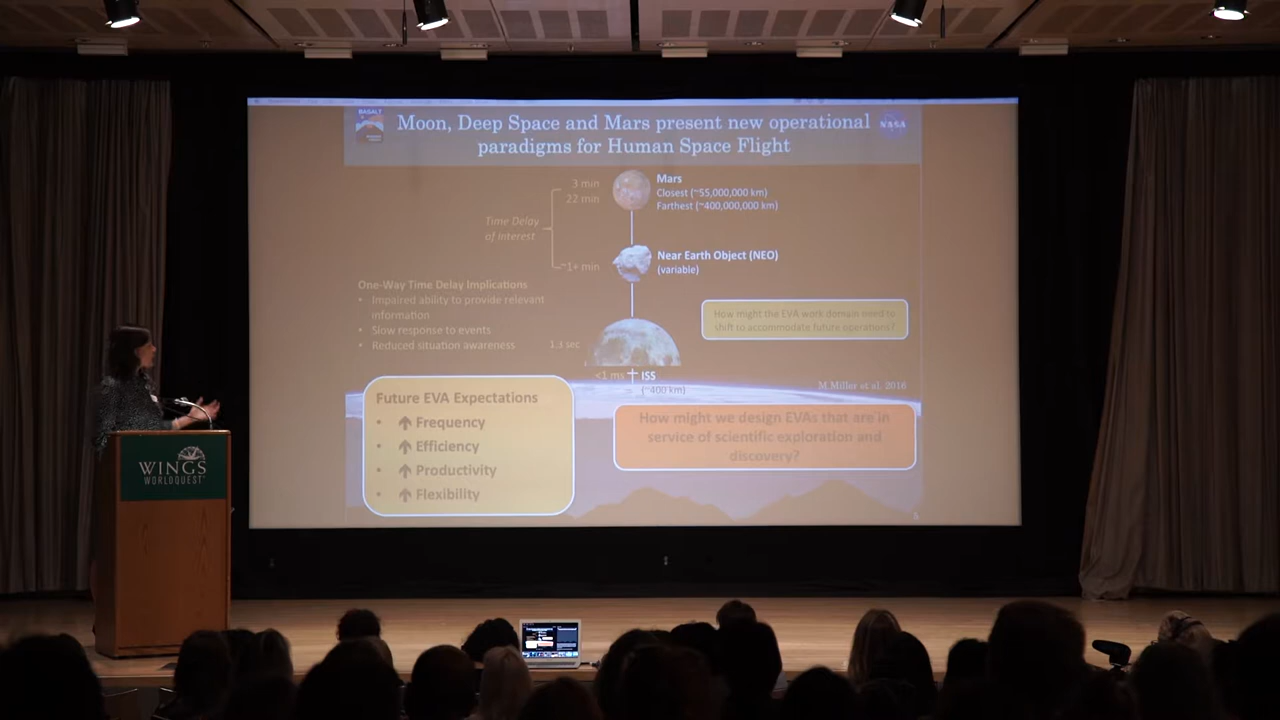 BASALT
Moon, Deep Space and Mars present new operational
paradigms for Human Space Flight
NASA
3 min
22 min
Mars
Closest (~55,000,000 km)
Farthest (~400,000,000 km)
Time Delay
of Interest
~1+ min
Near Earth Object (NEO)
(variable)
One-Way Time Delay Implications
• Impaired ability to provide relevant
information
• Slow response to events
• Reduced situation awareness
1.3 sec
How might the EVA work domain need to
shift to accommodate future operations?
<1 ms
ISS
(~400 km)
M Miller et al. 2016
Future EVA Expectations
• Frequency
• Efficiency
• Productivity
• Flexibility
How might we design EVAs that are in
service of scientific exploration and
discovery?
WINGS
WORLDQUEST